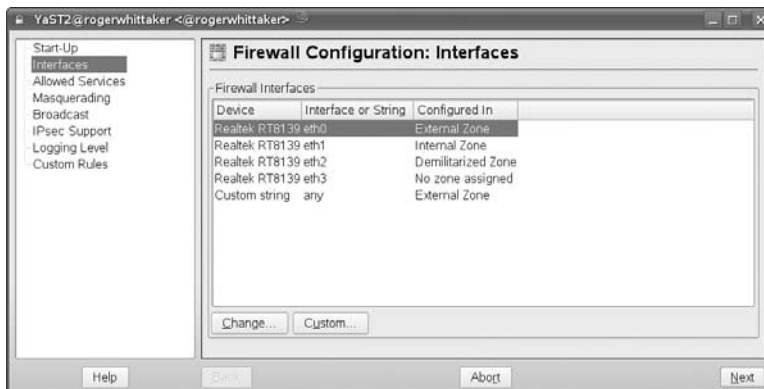 YaST2@rogerwhittaker <@rogerwhittaker>
Start-Up
Interfaces
Allowed Services
Masquerading
Broadcast
IPsec Support
Logging Level
Custom Rules
Firewall Configuration: Interfaces
Firewall Interfaces
Device Interface or String Configured In
Realtek RT8139 eth0 External Zone
Realtek RT8139 eth1 Internal Zone
Realtek RT8139 eth2 Demilitarized Zone
Realtek RT8139 eth3 No zone assigned
Custom string any External Zone
Change... Custom...
Help Back Abort Next